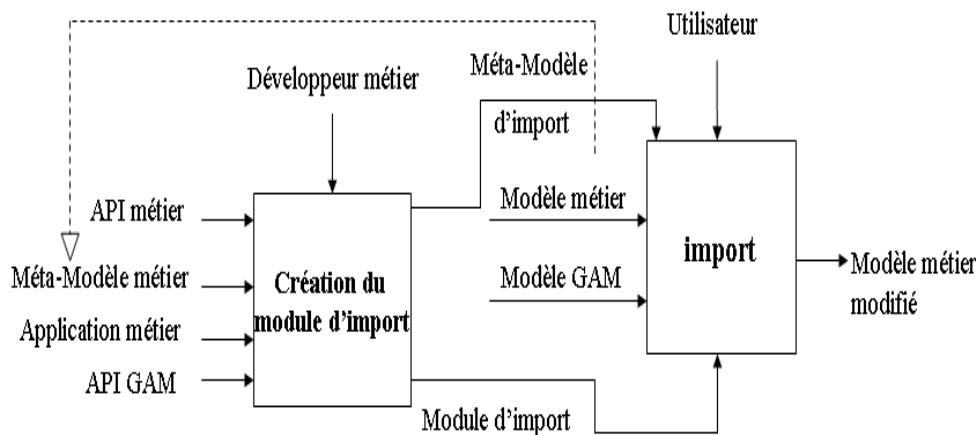 Utilisateur
Développeur métier
Méta-Modèle
d'import
API métier
Méta-Modèle métier
Application métier
API GAM
Création du
module d'import
Modèle métier
Modèle GAM
import
Modèle métier
modifié
Module d'import